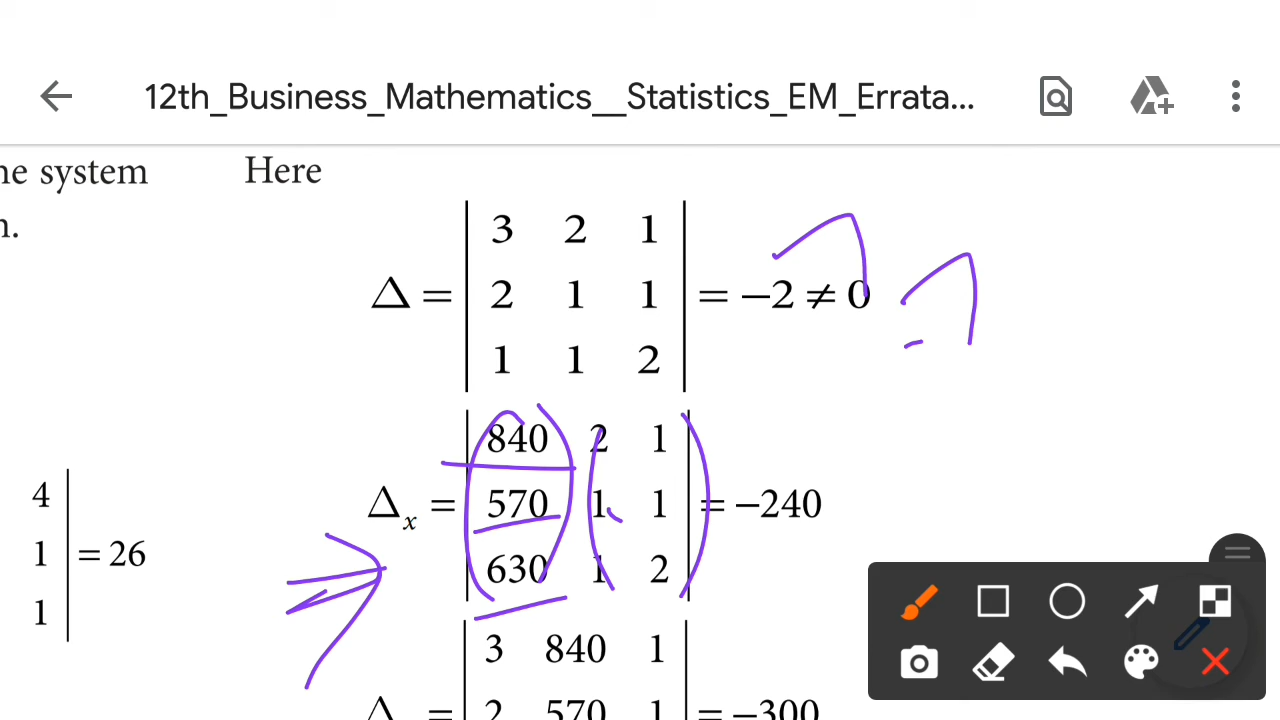 12th_Business_Mathematics__Statistics_EM_Errata...
he system
Here
n.
3 2 1
Δ = 2 1 1 = −2 ≠ 0
1 1 2
840 2 1
Δx = 570 1 1 = −240
630 1 2
4
1 = 26
1
3 840 1
Δ = 2 570 1 = −300